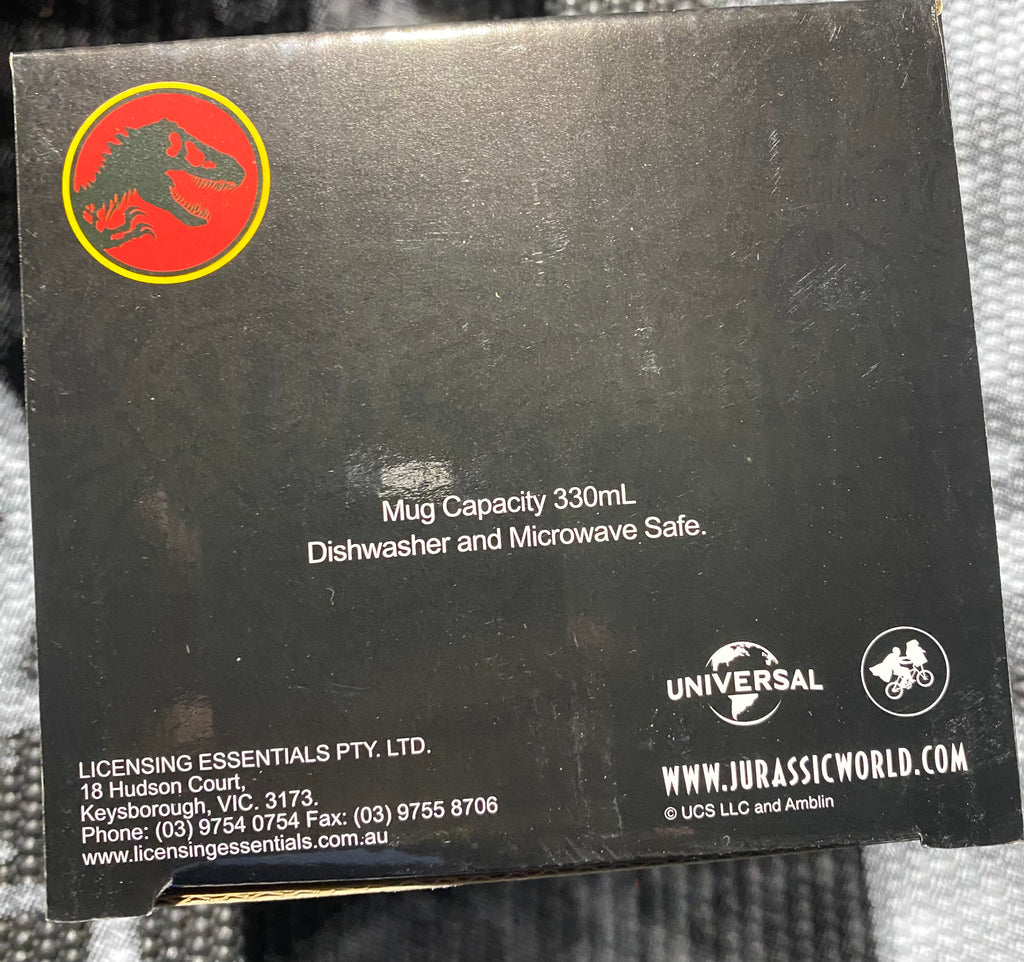 Mug Capacity 330mL
Dishwasher and Microwave Safe.
UNIVERSAL
LICENSING ESSENTIALS PTY. LTD.
18 Hudson Court,
Keysborough, VIC. 3173.
Phone: (03) 9754 0754 Fax: (03) 9755 8706
www.licensingessentials.com.au
WWW.JURASSICWORLD.COM
© UCS LLC and Amblin